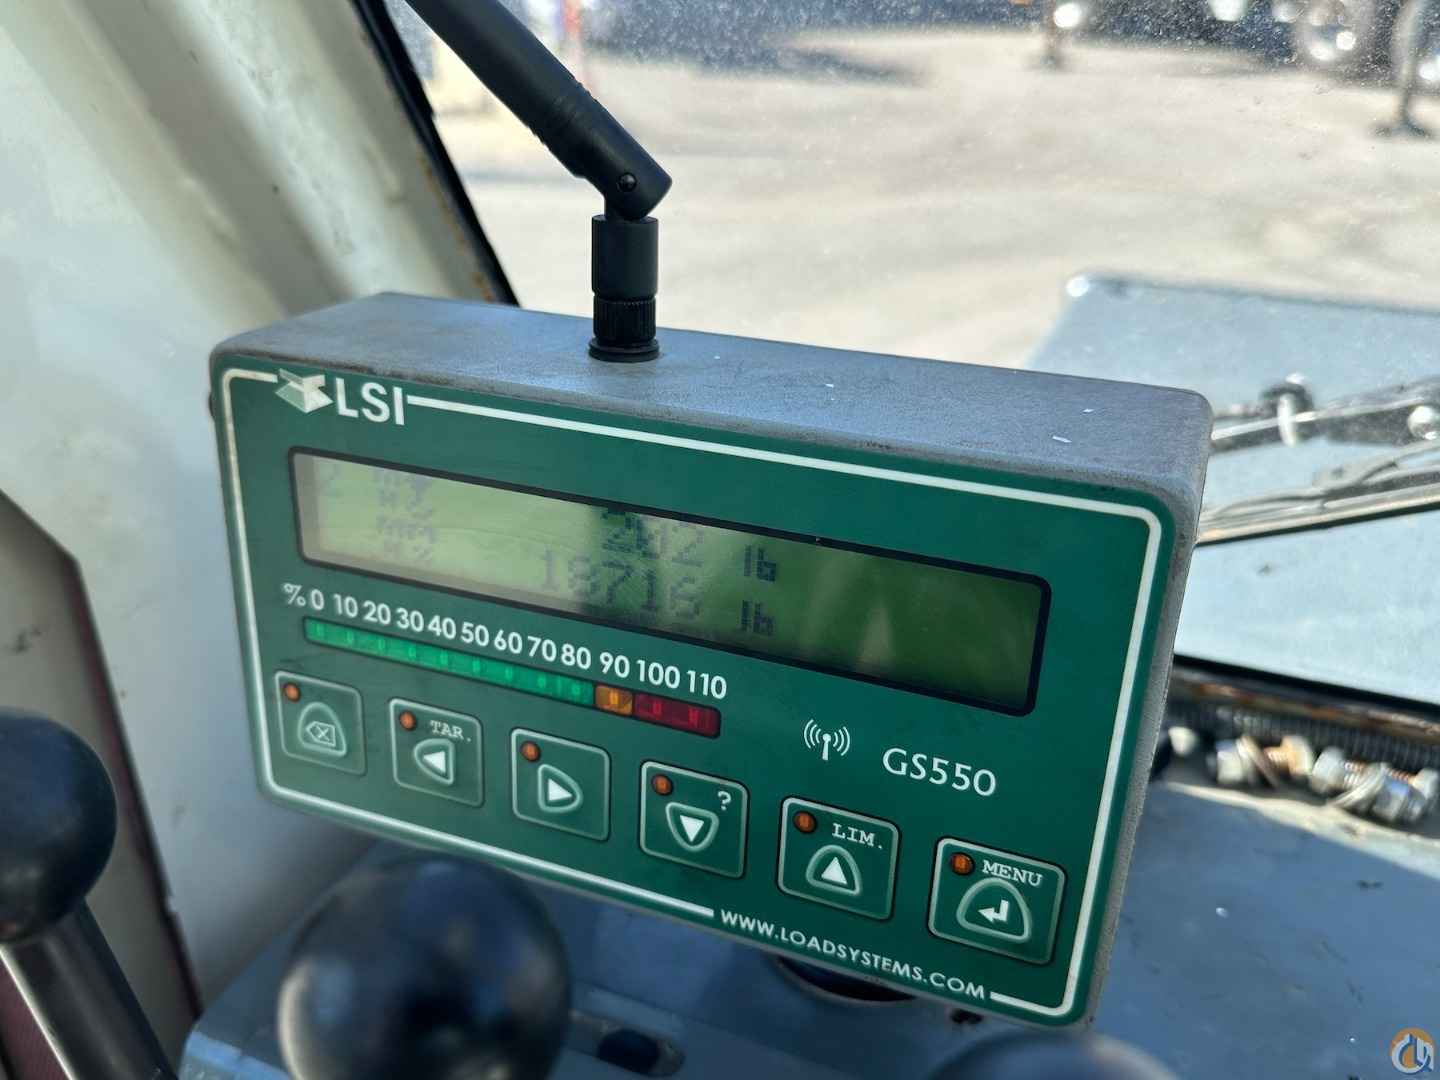 LSI
202 lb
18716 lb
% 0 10 20 30 40 50 60 70 80 90 100 110
GS550
TAR.
?
LIM.
MENU
WWW.LOADSYSTEMS.COM